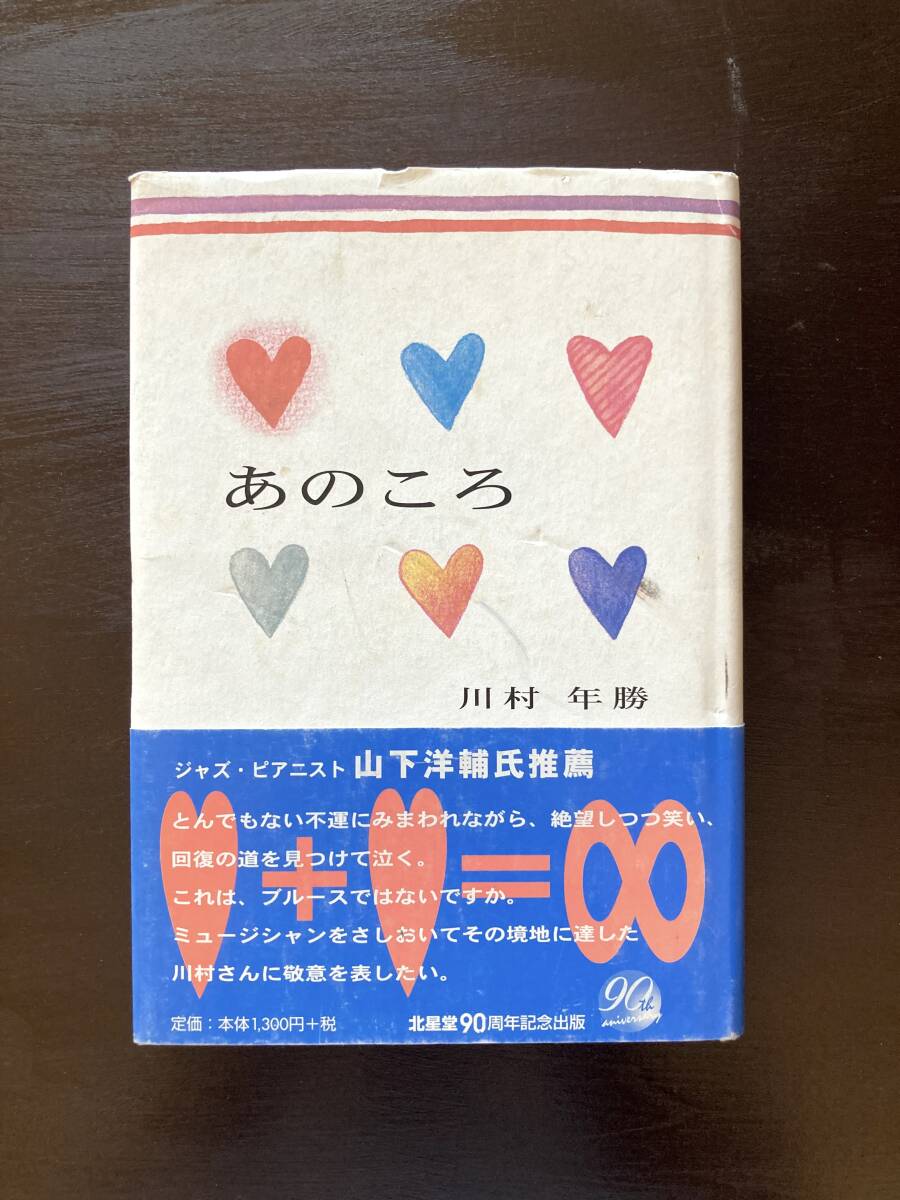 あのころ
川村 年勝
ジャズ・ピアニスト 山下洋輔氏推薦
とんでもない不運にみまわれながら、絶望しつつ笑い、
回復の道を見つけて泣く。
これは、ブルースではないですか。
ミュージシャンをさしおいてその境地に達した
川村さんに敬意を表したい。
♥+♥=∞
定価:本体1,300円+税
北星堂90周年記念出版
90th
aniversary